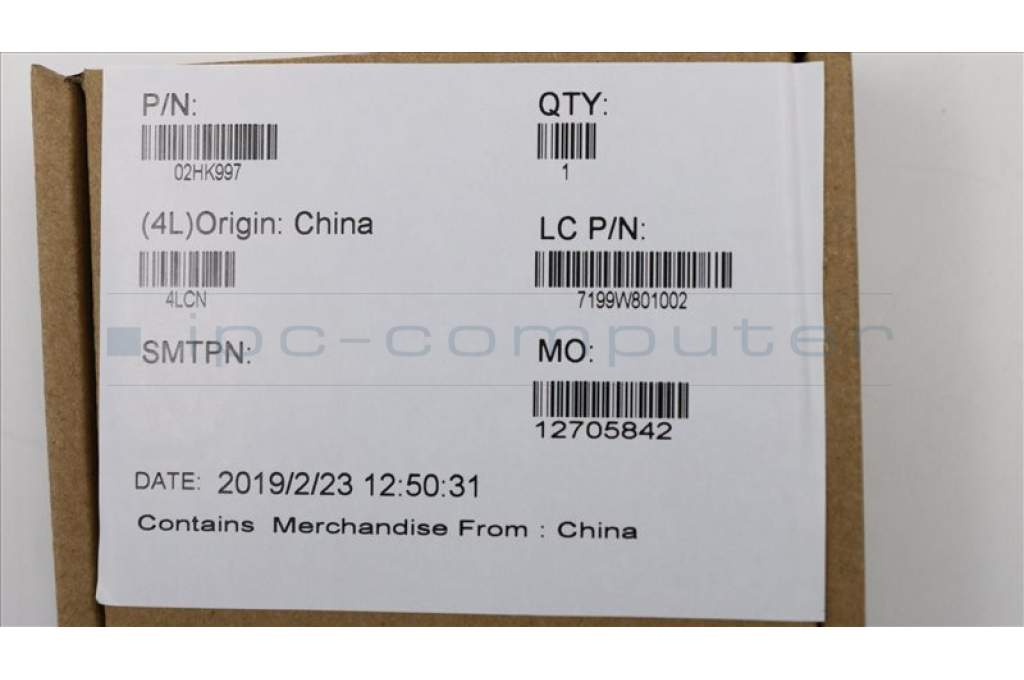 P/N:
QTY:
02HK997
1
(4L)Origin: China
LC P/N:
4LCN
7199W801002
ipc-computer
SMTPN:
MO:
12705842
DATE: 2019/2/23 12:50:31
Contains Merchandise From : China